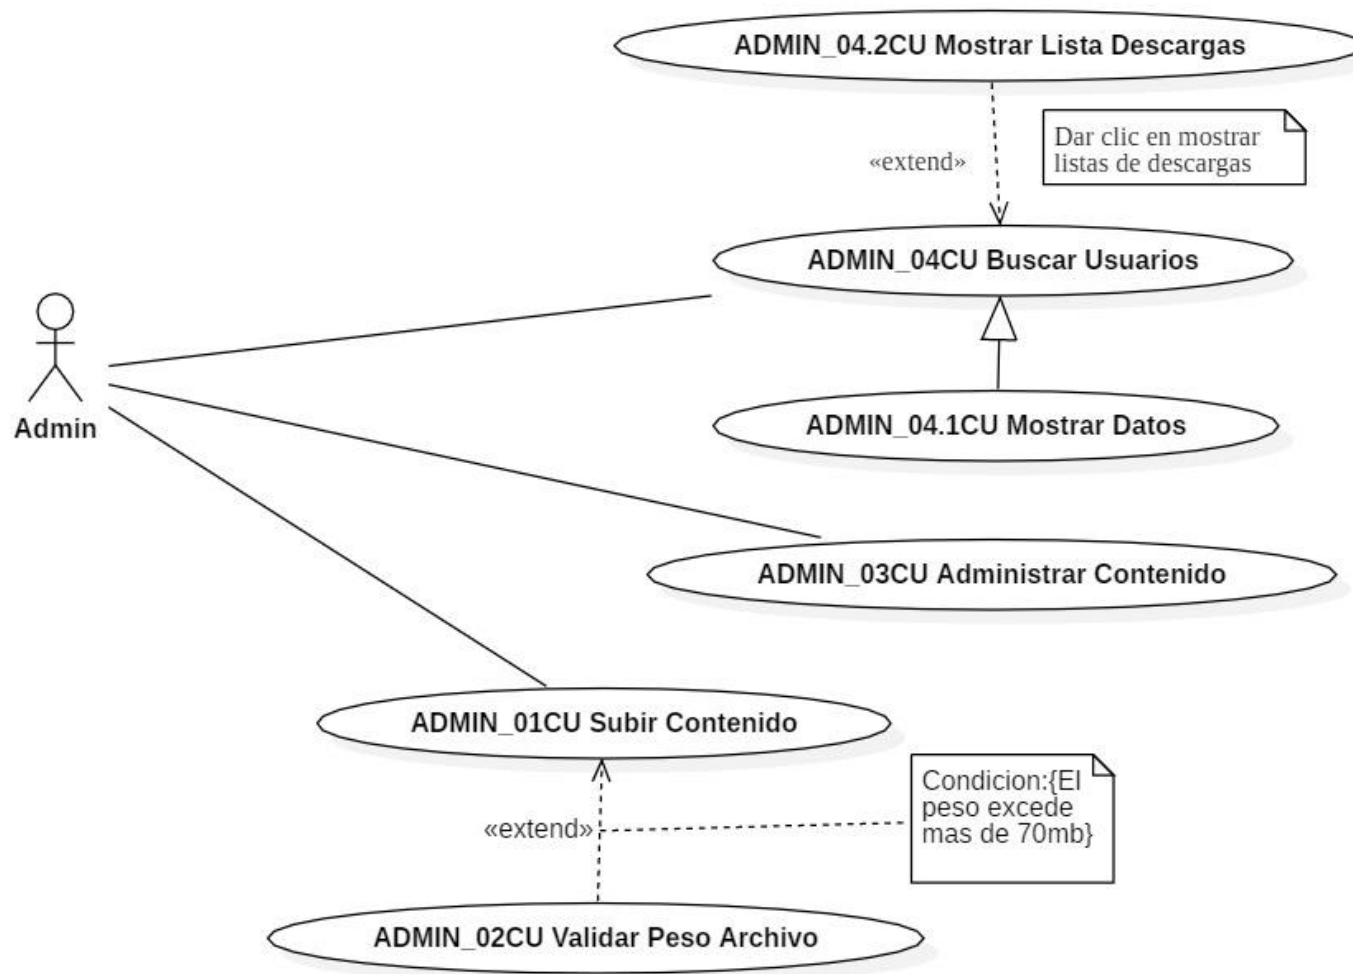 ADMIN_04.2CU Mostrar Lista Descargas
Dar clic en mostrar
listas de descargas
«extend»
ADMIN_04CU Buscar Usuarios
Admin
ADMIN_04.1CU Mostrar Datos
ADMIN_03CU Administrar Contenido
ADMIN_01CU Subir Contenido
Condicion:{El
peso excede
mas de 70mb}
«extend»
ADMIN_02CU Validar Peso Archivo